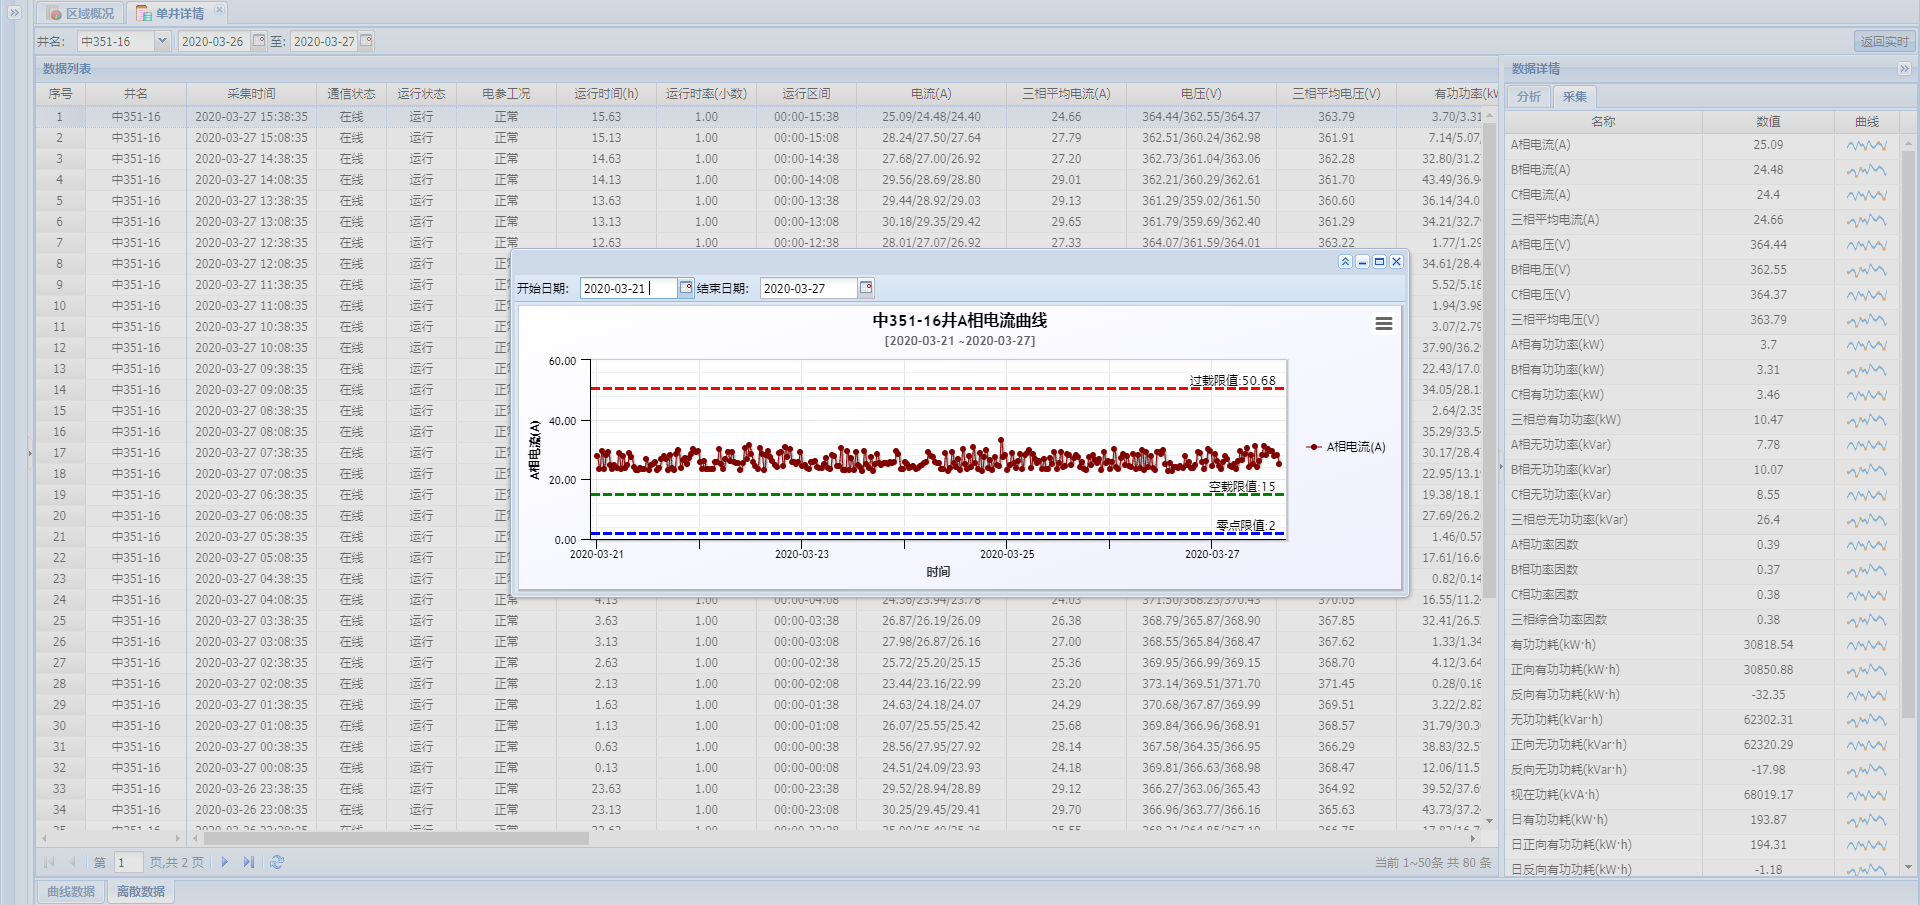 区域概况 单井详情
井名: 中351-16 2020-03-26 至: 2020-03-27 返回实时
数据列表
序号 井名 采集时间 通信状态 运行状态 电参工况 运行时间(h) 运行时率(小数) 运行区间 电流(A) 三相平均电流(A) 电压(V) 三相平均电压(V) 有功功率(kW
1 中351-16 2020-03-27 15:38:35 在线 运行 正常 15.63 1.00 00:00-15:38 25.09/24.48/24.40 24.66 364.44/362.55/364.37 363.79 3.70/3.31
2 中351-16 2020-03-27 15:08:35 在线 运行 正常 15.13 1.00 00:00-15:08 28.24/27.50/27.64 27.79 362.51/360.24/362.98 361.91 7.14/5.07
3 中351-16 2020-03-27 14:38:35 在线 运行 正常 14.63 1.00 00:00-14:38 27.68/27.00/26.92 27.20 362.73/361.04/363.06 362.28 32.80/31.2
4 中351-16 2020-03-27 14:08:35 在线 运行 正常 14.13 1.00 00:00-14:08 29.56/28.69/28.80 29.01 362.21/360.29/362.61 361.70 43.49/36.9
5 中351-16 2020-03-27 13:38:35 在线 运行 正常 13.63 1.00 00:00-13:38 29.44/28.92/29.03 29.13 361.29/359.02/361.50 360.60 36.14/34.0
6 中351-16 2020-03-27 13:08:35 在线 运行 正常 13.13 1.00 00:00-13:08 30.18/29.35/29.42 29.65 361.79/359.69/362.40 361.29 34.21/32.7
7 中351-16 2020-03-27 12:38:35 在线 运行 正常 12.63 1.00 00:00-12:38 28.01/27.07/26.92 27.33 364.07/361.59/364.01 363.22 1.77/1.29
8 中351-16 2020-03-27 12:08:35 在线 运行 正 34.61/28.4
9 中351-16 2020-03-27 11:38:35 在线 运行 正 5.52/5.18
10 中351-16 2020-03-27 11:08:35 在线 运行 正 1.94/3.98
11 中351-16 2020-03-27 10:38:35 在线 运行 正 3.07/2.79
12 中351-16 2020-03-27 10:08:35 在线 运行 正 37.90/36.2
13 中351-16 2020-03-27 09:38:35 在线 运行 正 22.43/17.0
14 中351-16 2020-03-27 09:08:35 在线 运行 正 34.05/28.1
15 中351-16 2020-03-27 08:38:35 在线 运行 正 2.64/2.35
16 中351-16 2020-03-27 08:08:35 在线 运行 正 35.29/33.5
17 中351-16 2020-03-27 07:38:35 在线 运行 正 30.17/28.4
18 中351-16 2020-03-27 07:08:35 在线 运行 正 22.95/13.1
19 中351-16 2020-03-27 06:38:35 在线 运行 正 19.38/18.1
20 中351-16 2020-03-27 06:08:35 在线 运行 正 27.69/26.2
21 中351-16 2020-03-27 05:38:35 在线 运行 正 1.46/0.57
22 中351-16 2020-03-27 05:08:35 在线 运行 正 17.61/16.6
23 中351-16 2020-03-27 04:38:35 在线 运行 正 0.82/0.14
24 中351-16 2020-03-27 04:08:35 在线 运行 正常 4.13 1.00 00:00-04:08 24.36/23.94/23.78 24.03 371.50/368.23/370.43 370.05 16.55/11.2
25 中351-16 2020-03-27 03:38:35 在线 运行 正常 3.63 1.00 00:00-03:38 26.87/26.19/26.09 26.38 368.79/365.87/368.90 367.85 32.41/26.5
26 中351-16 2020-03-27 03:08:35 在线 运行 正常 3.13 1.00 00:00-03:08 27.98/26.87/26.16 27.00 368.55/365.84/368.47 367.62 1.33/1.34
27 中351-16 2020-03-27 02:38:35 在线 运行 正常 2.63 1.00 00:00-02:38 25.72/25.20/25.15 25.36 369.95/366.99/369.15 368.70 4.12/3.64
28 中351-16 2020-03-27 02:08:35 在线 运行 正常 2.13 1.00 00:00-02:08 23.44/23.16/22.99 23.20 373.14/369.51/371.70 371.45 0.28/0.18
29 中351-16 2020-03-27 01:38:35 在线 运行 正常 1.63 1.00 00:00-01:38 24.63/24.18/24.07 24.29 370.68/367.87/369.99 369.51 3.22/2.82
30 中351-16 2020-03-27 01:08:35 在线 运行 正常 1.13 1.00 00:00-01:08 26.07/25.55/25.42 25.68 369.84/366.96/368.91 368.57 31.79/30.3
31 中351-16 2020-03-27 00:38:35 在线 运行 正常 0.63 1.00 00:00-00:38 28.56/27.95/27.92 28.14 367.58/364.35/366.95 366.29 38.83/32.5
32 中351-16 2020-03-27 00:08:35 在线 运行 正常 0.13 1.00 00:00-00:08 24.51/24.09/23.93 24.18 369.81/366.63/368.98 368.47 12.06/11.5
33 中351-16 2020-03-26 23:38:35 在线 运行 正常 23.63 1.00 00:00-23:38 29.52/28.94/28.89 29.12 366.27/363.06/365.43 364.92 39.52/37.6
34 中351-16 2020-03-26 23:08:35 在线 运行 正常 23.13 1.00 00:00-23:08 30.25/29.45/29.41 29.70 366.96/363.77/366.16 365.63 43.73/37.2
第 1 页,共 2 页 当前 1~50条 共 80 条
曲线数据 离散数据
开始日期: 2020-03-21 结束日期: 2020-03-27
中351-16井A相电流曲线
[2020-03-21 ~2020-03-27]
A相电流(A)
60.00
40.00
20.00
0.00
过载限值:50.68
空载限值:15
零点限值:2
A相电流(A)
2020-03-21 2020-03-23 2020-03-25 2020-03-27
时间
数据详情
分析 采集
名称 数值 曲线
A相电流(A) 25.09
B相电流(A) 24.48
C相电流(A) 24.4
三相平均电流(A) 24.66
A相电压(V) 364.44
B相电压(V) 362.55
C相电压(V) 364.37
三相平均电压(V) 363.79
A相有功功率(kW) 3.7
B相有功功率(kW) 3.31
C相有功功率(kW) 3.46
三相总有功功率(kW) 10.47
A相无功功率(kVar) 7.78
B相无功功率(kVar) 10.07
C相无功功率(kVar) 8.55
三相总无功功率(kVar) 26.4
A相功率因数 0.39
B相功率因数 0.37
C相功率因数 0.38
三相综合功率因数 0.38
有功功耗(kW·h) 30818.54
正向有功功耗(kW·h) 30850.88
反向有功功耗(kW·h) -32.35
无功功耗(kVar·h) 62302.31
正向无功功耗(kVar·h) 62320.29
反向无功功耗(kVar·h) -17.98
视在功耗(kVA·h) 68019.17
日有功功耗(kW·h) 193.87
日正向有功功耗(kW·h) 194.31
日反向有功功耗(kW·h) -1.18